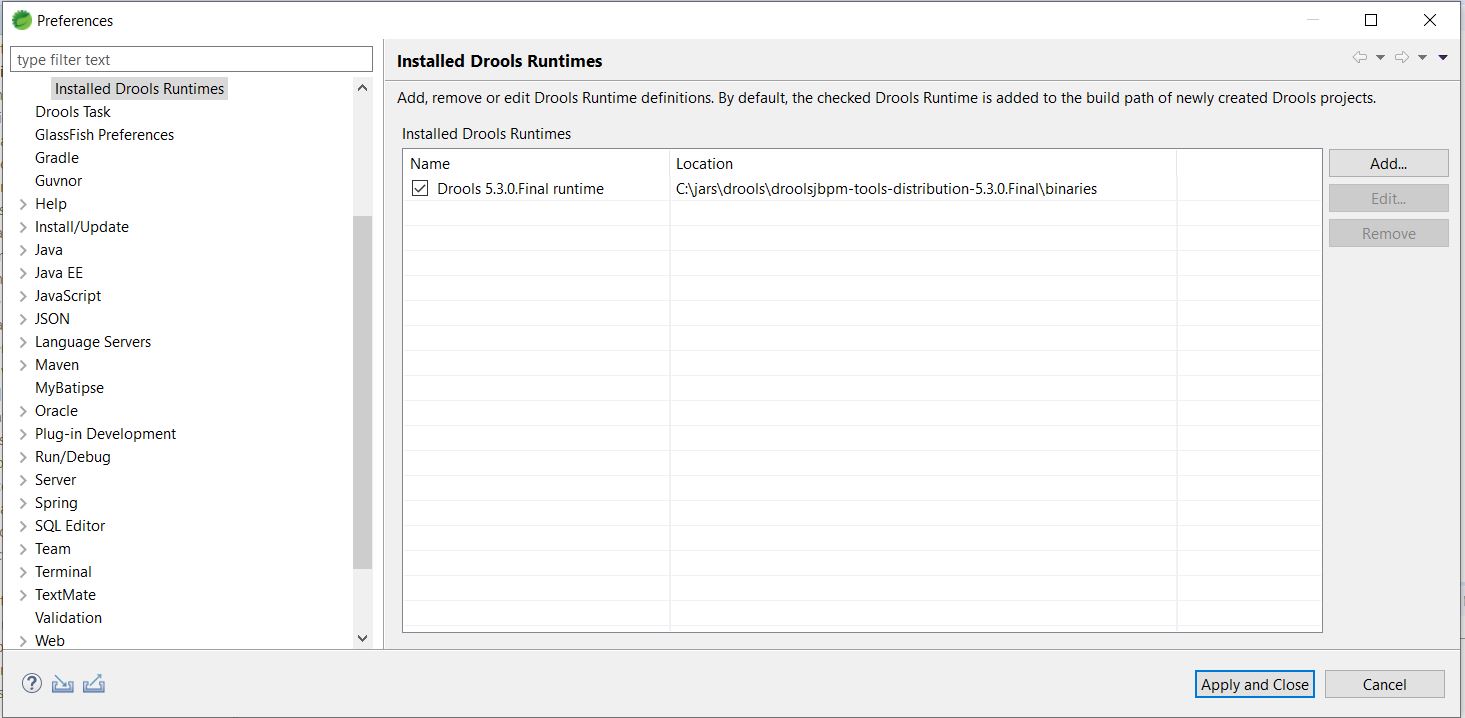 Preferences
type filter text
Installed Drools Runtimes
Drools Task
GlassFish Preferences
Gradle
Guvnor
Help
Install/Update
Java
Java EE
JavaScript
JSON
Language Servers
Maven
MyBatipse
Oracle
Plug-in Development
Run/Debug
Server
Spring
SQL Editor
Team
Terminal
TextMate
Validation
Web
Installed Drools Runtimes
Add, remove or edit Drools Runtime definitions. By default, the checked Drools Runtime is added to the build path of newly created Drools projects.
Installed Drools Runtimes
Name Location
Drools 5.3.0.Final runtime C:\jars\drools\droolsjbpm-tools-distribution-5.3.0.Final\binaries
Add...
Edit...
Remove
?
Apply and Close Cancel